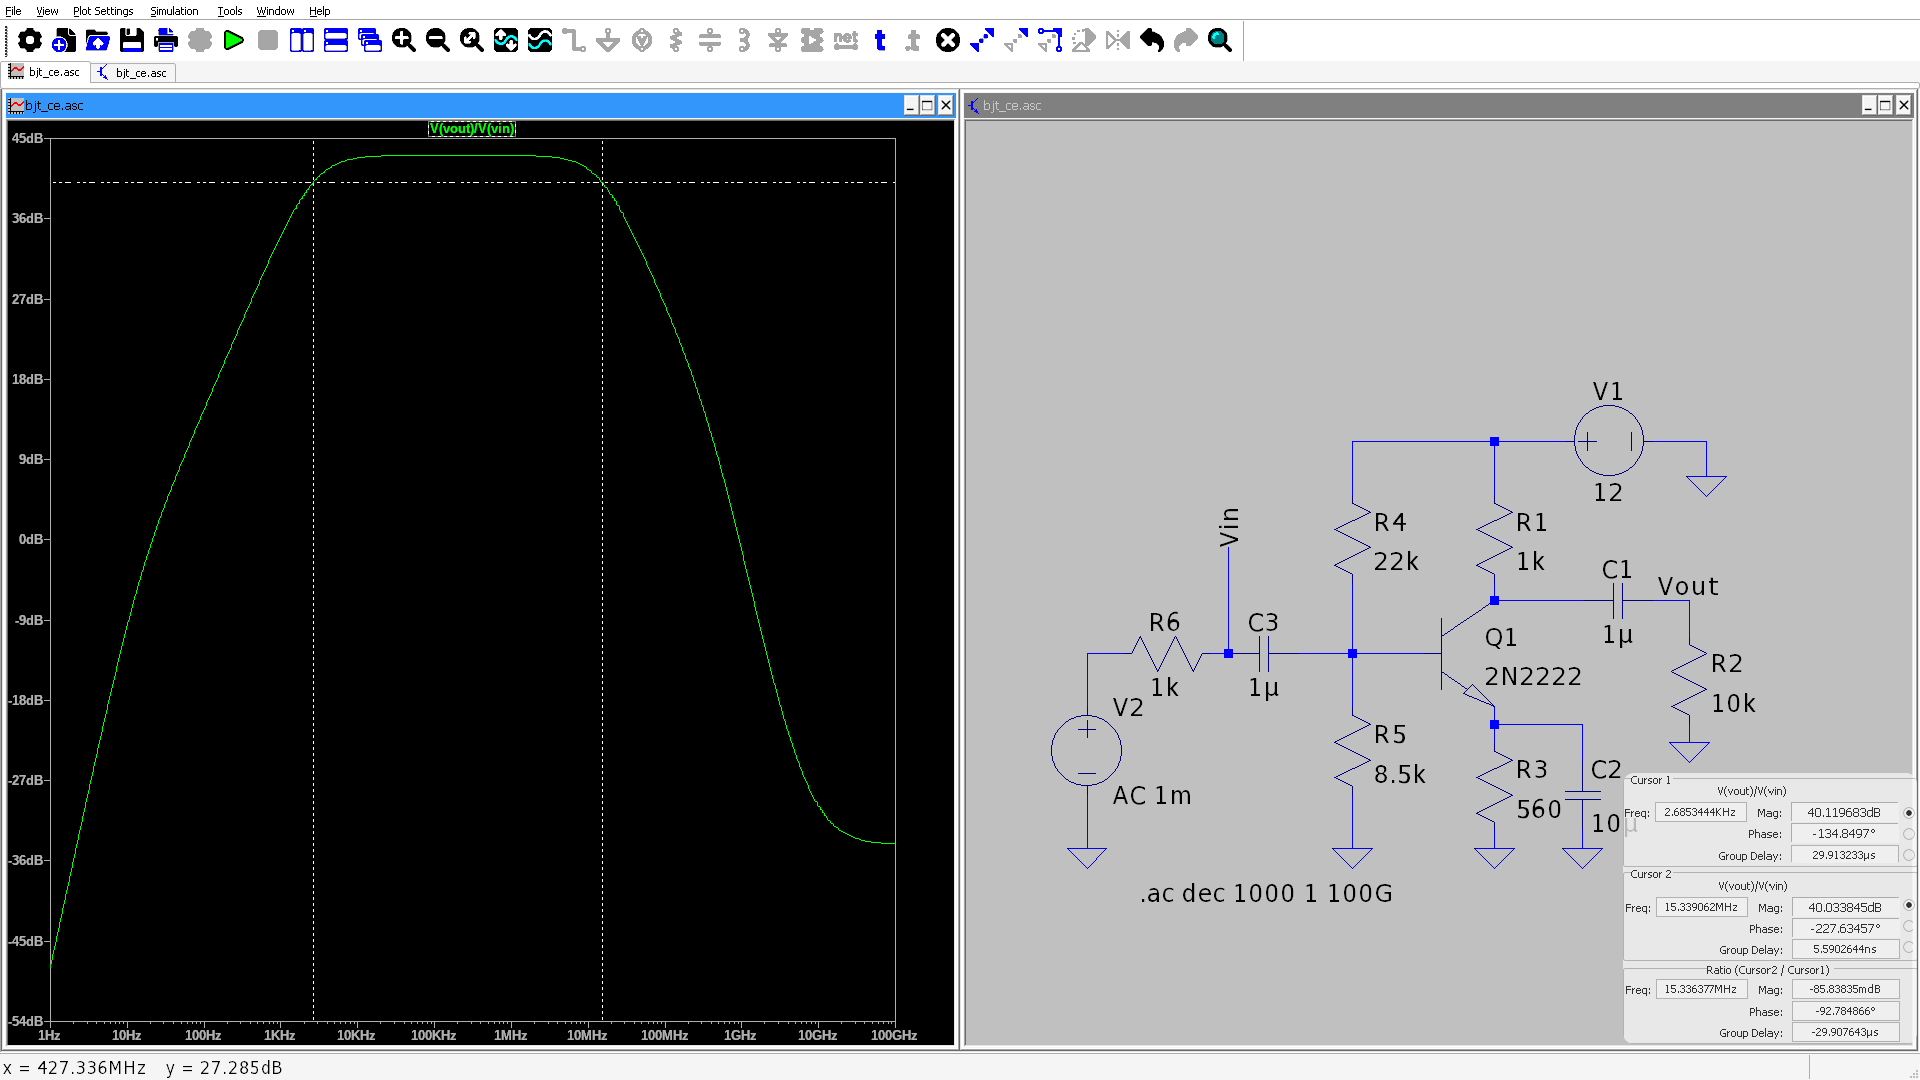 File View Plot Settings Simulation Tools Window Help
net t t
bjt_ce.asc bjt_ce.asc
bjt_ce.asc
V(vout)/V(vin)
45dB
36dB
27dB
18dB
9dB
0dB
-9dB
-18dB
-27dB
-36dB
-45dB
-54dB
1Hz 10Hz 100Hz 1KHz 10KHz 100KHz 1MHz 10MHz 100MHz 1GHz 10GHz 100GHz
bjt_ce.asc
V1
12
R4
22k
R1
1k
Vin
C1
1µ
Vout
R6
1k
C3
1µ
Q1
2N2222
R2
10k
V2
AC 1m
R5
8.5k
R3
560
C2
10µ
.ac dec 1000 1 100G
Cursor 1
V(vout)/V(vin)
Freq: 2.6853444KHz Mag: 40.119683dB
Phase: -134.8497°
Group Delay: 29.913233µs
Cursor 2
V(vout)/V(vin)
Freq: 15.339062MHz Mag: 40.033845dB
Phase: -227.63457°
Group Delay: 5.5902644ns
Ratio (Cursor2 / Cursor1)
Freq: 15.336377MHz Mag: -85.83835mdB
Phase: -92.784866°
Group Delay: -29.907643µs
x = 427.336MHz y = 27.285dB